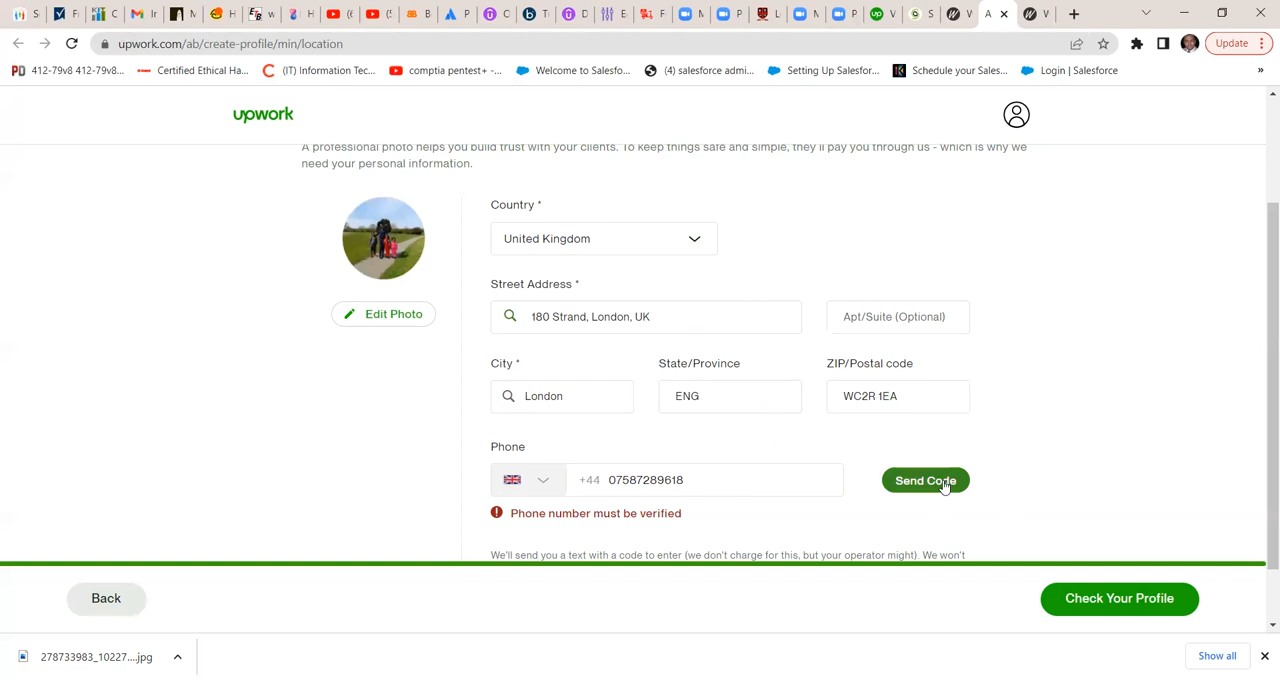 upwork.com/ab/create-profile/min/location
Update
412-79v8 412-79v8...
Certified Ethical Ha...
(IT) Information Tec...
comptia pentest+ -...
Welcome to Salesfo...
(4) salesforce admi...
Setting Up Salesfor...
Schedule your Sales...
Login | Salesforce
»
upwork
A professional photo helps you build trust with your clients. To keep things safe and simple, they'll pay you through us - which is why we
need your personal information.
Country *
United Kingdom
Street Address *
180 Strand, London, UK
Apt/Suite (Optional)
Edit Photo
City *
State/Province
ZIP/Postal code
London
ENG
WC2R 1EA
Phone
+44 07587289618
Send Code
Phone number must be verified
We'll send you a text with a code to enter (we don't charge for this, but your operator might). We won't
Back
Check Your Profile
278733983_10227....jpg
Show all